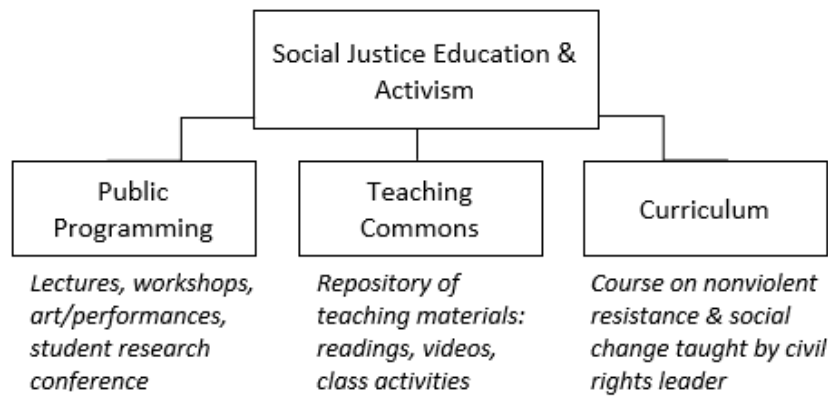 Social Justice Education &
Activism
Public
Programming
Lectures, workshops,
art/performances,
student research
conference
Teaching
Commons
Repository of
teaching materials:
readings, videos,
class activities
Curriculum
Course on nonviolent
resistance & social
change taught by civil
rights leader